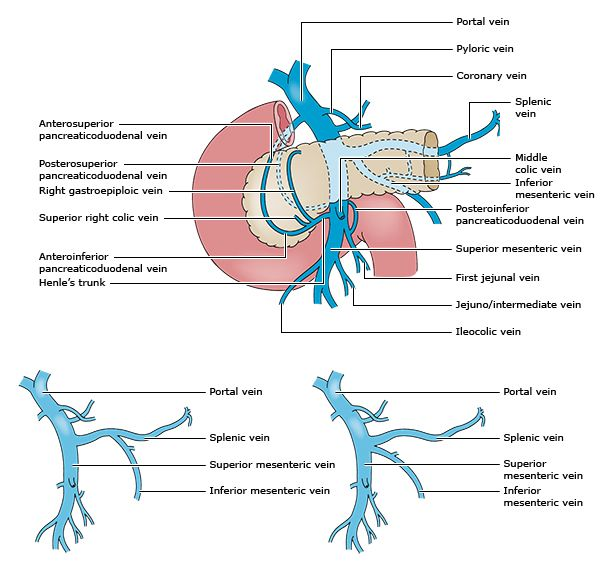 Portal vein
Pyloric vein
Coronary vein
Splenic
vein
Anterosuperior
pancreaticoduodenal vein
Posterosuperior
pancreaticoduodenal vein
Right gastroepiploic vein
Superior right colic vein
Anteroinferior
pancreaticoduodenal vein
Henle's trunk
Middle
colic vein
Inferior
mesenteric vein
Posteroinferior
pancreaticoduodenal vein
Superior mesenteric vein
First jejunal vein
Jejuno/intermediate vein
Ileocolic vein
Portal vein
Splenic vein
Superior mesenteric vein
Inferior mesenteric vein
Portal vein
Splenic vein
Superior
mesenteric vein
Inferior
mesenteric vein